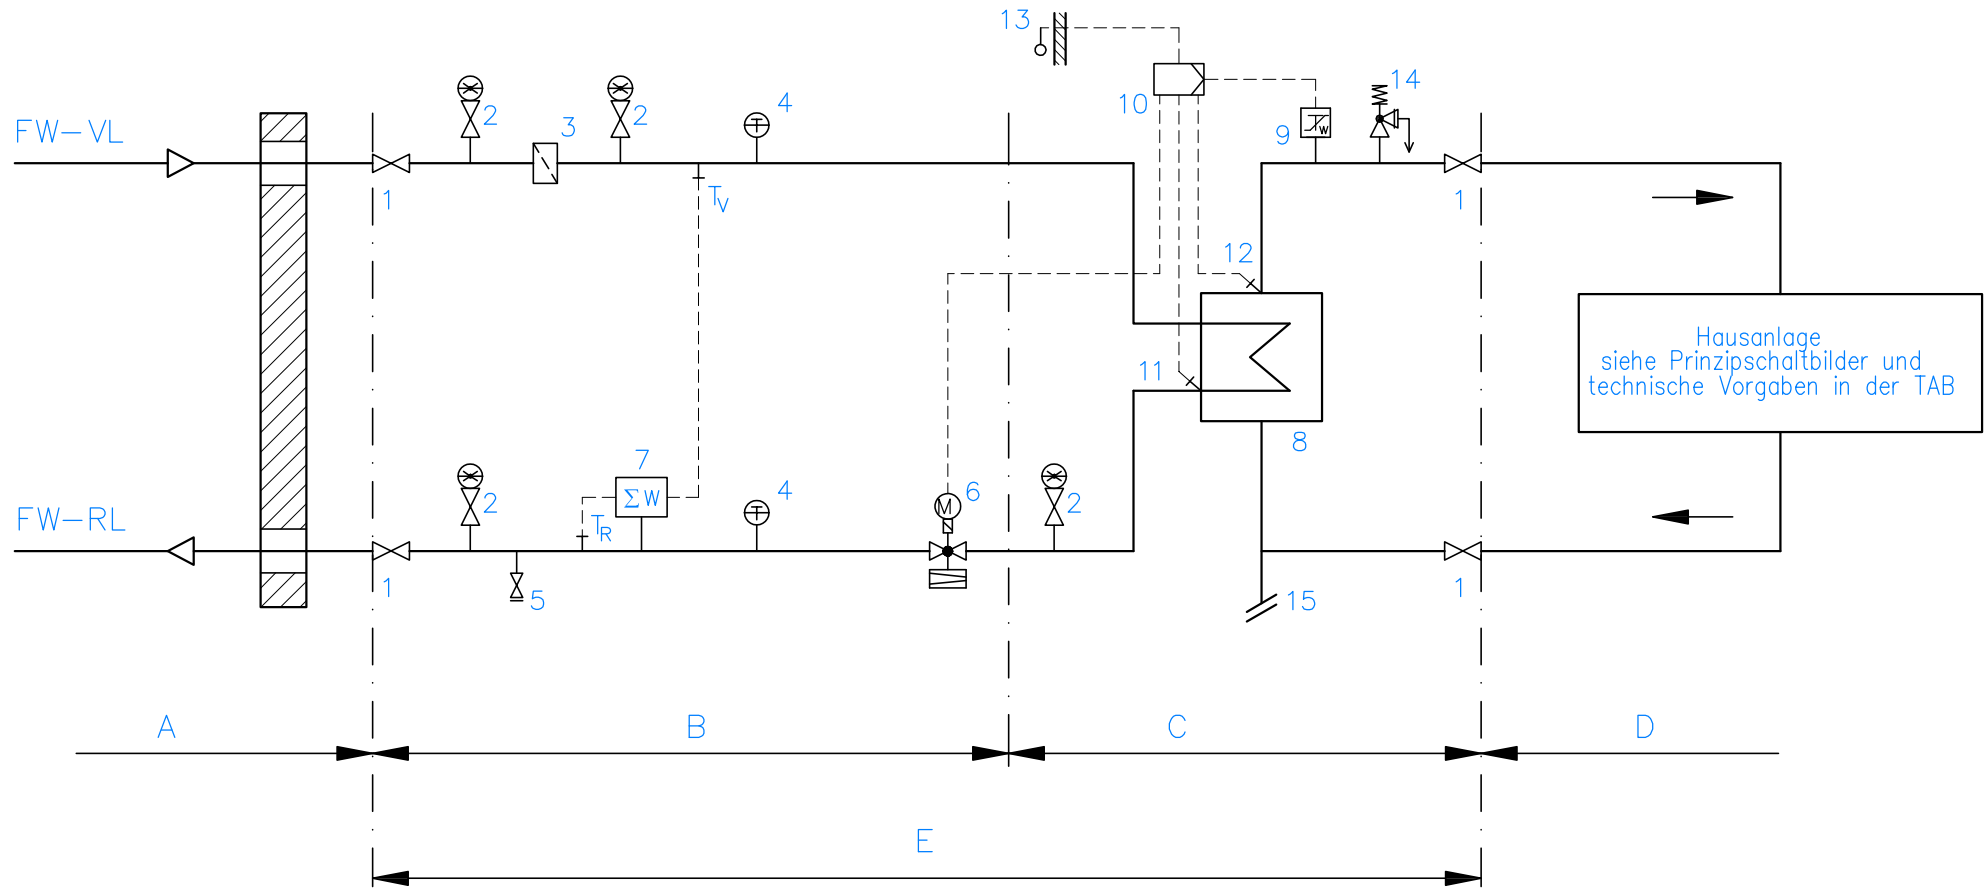 13
14
10
2
2
4
3
9
FW-VL
1
TV
1
12
Hausanlage
siehe Prinzipschaltbilder und
technische Vorgaben in der TAB
11
8
7
ΣW
2
4
6
2
FW-RL
TR
1
5
1
15
A
B
C
D
E
T
W
M